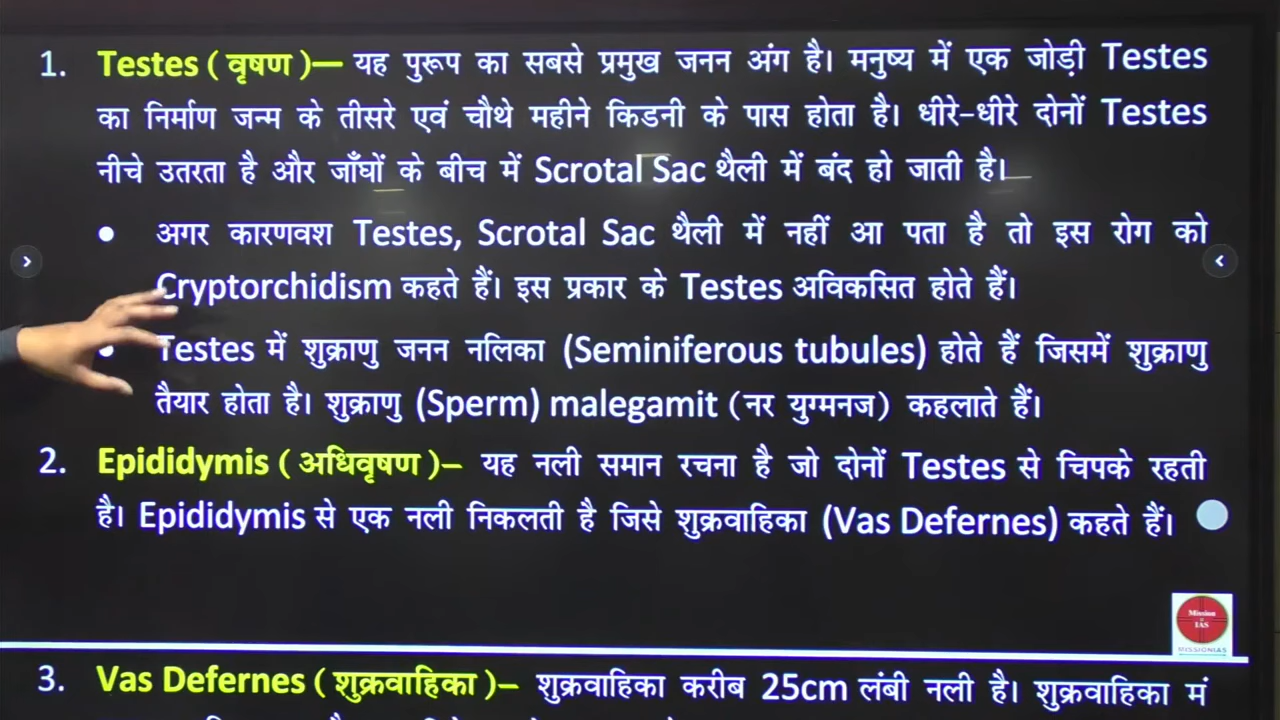 1. Testes ( वृषण )— यह पुरूप का सबसे प्रमुख जनन अंग है। मनुष्य में एक जोड़ी Testes
का निर्माण जन्म के तीसरे एवं चौथे महीने किडनी के पास होता है। धीरे-धीरे दोनों Testes
नीचे उतरता है और जाँघों के बीच में Scrotal Sac थैली में बंद हो जाती है।
• अगर कारणवश Testes, Scrotal Sac थैली में नहीं आ पता है तो इस रोग को
Cryptorchidism कहते हैं। इस प्रकार के Testes अविकसित होते हैं।
• Testes में शुक्राणु जनन नलिका (Seminiferous tubules) होते हैं जिसमें शुक्राणु
तैयार होता है। शुक्राणु (Sperm) malegamit (नर युग्मनज) कहलाते हैं।
2. Epididymis ( अधिवृषण )– यह नली समान रचना है जो दोनों Testes से चिपके रहती
है। Epididymis से एक नली निकलती है जिसे शुक्रवाहिका (Vas Defernes) कहते हैं।
Mission
IAS
MISSIONIAS
3. Vas Defernes ( शुक्रवाहिका )– शुक्रवाहिका करीब 25cm लंबी नली है। शुक्रवाहिका मं